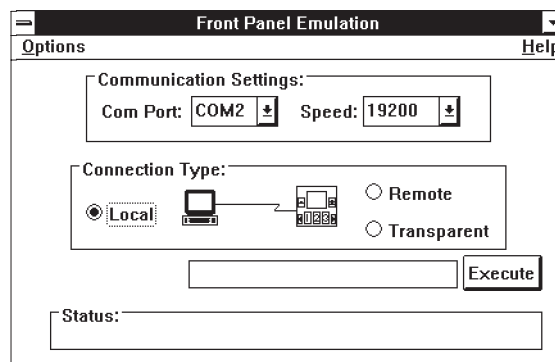 Front Panel Emulation
Options Help
Communication Settings:
Com Port: COM2 Speed: 19200
Connection Type:
Local
Remote
Transparent
123
Execute
Status: